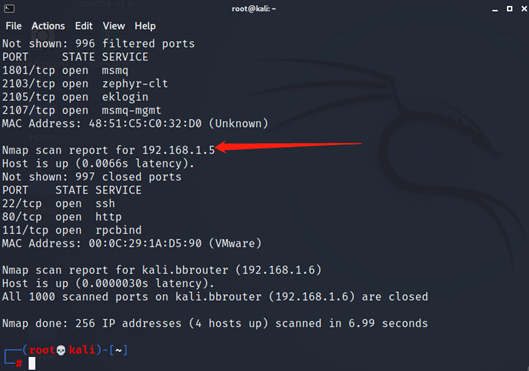 root@kali: ~
File Actions Edit View Help
Not shown: 996 filtered ports
PORT     STATE SERVICE
1801/tcp open  msmq
2103/tcp open  zephyr-clt
2105/tcp open  eklogin
2107/tcp open  msmq-mgmt
MAC Address: 48:51:C5:C0:32:D0 (Unknown)
Nmap scan report for 192.168.1.5
Host is up (0.0066s latency).
Not shown: 997 closed ports
PORT    STATE SERVICE
22/tcp  open  ssh
80/tcp  open  http
111/tcp open  rpcbind
MAC Address: 00:0C:29:1A:D5:90 (VMware)
Nmap scan report for kali.bbrouter (192.168.1.6)
Host is up (0.0000030s latency).
All 1000 scanned ports on kali.bbrouter (192.168.1.6) are closed
Nmap done: 256 IP addresses (4 hosts up) scanned in 6.99 seconds
┌──(root💀kali)-[~]
└─#